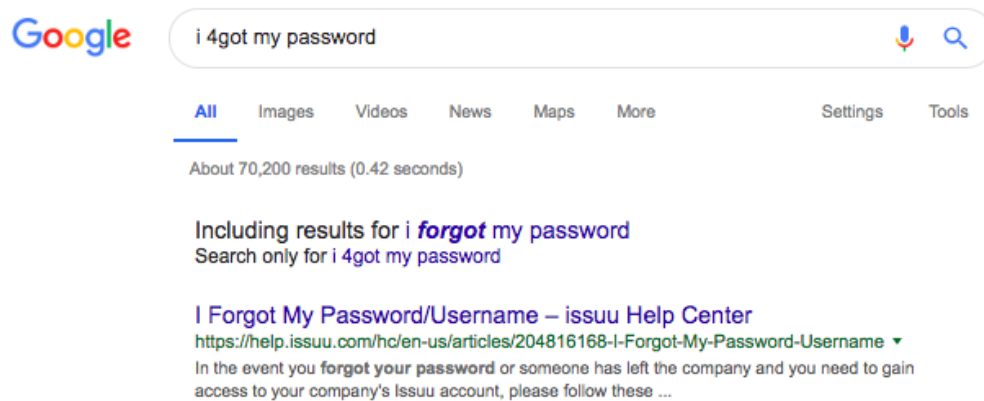 Google i 4got my password
All Images Videos News Maps More Settings Tools
About 70,200 results (0.42 seconds)
Including results for i forgot my password
Search only for i 4got my password
I Forgot My Password/Username – issuu Help Center
https://help.issuu.com/hc/en-us/articles/204816168-I-Forgot-My-Password-Username
In the event you forgot your password or someone has left the company and you need to gain
access to your company's Issuu account, please follow these ...